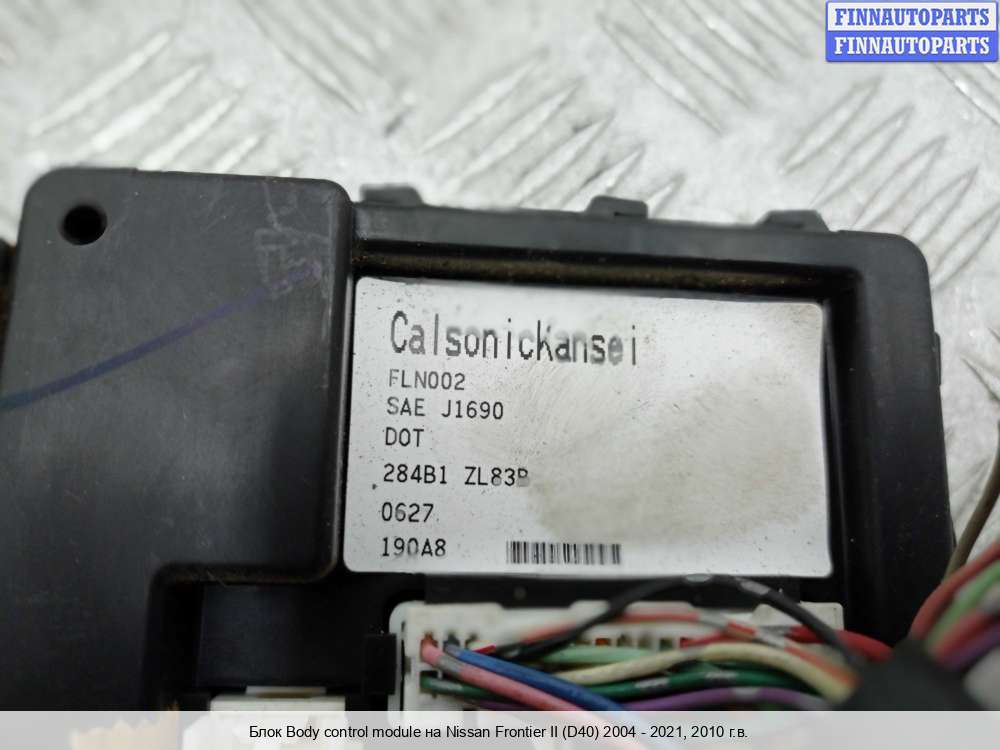 FINNAUTOPARTS
FINNAUTOPARTS
CalsonicKansei
FLN002
SAE J1690
DOT
284B1 ZL83B
0627
190A8
Блок Body control module на Nissan Frontier II (D40) 2004 - 2021, 2010 г.в.